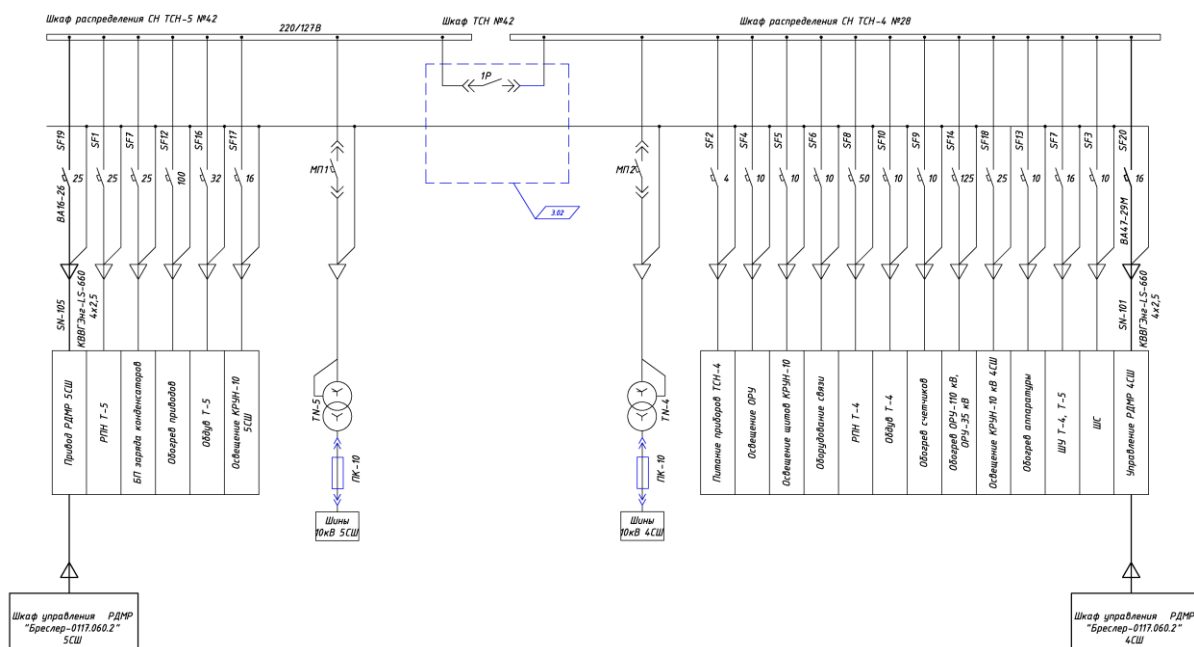 Шкаф распределения СН ТСН-5 №42
Шкаф ТСН №42
Шкаф распределения СН ТСН-4 №28
220/127В
1Р
3.02
SF19
SF1
SF7
SF12
SF16
SF17
25
25
25
100
32
16
ВА16-26
МП1
МП2
SF2
SF4
SF5
SF6
SF8
SF10
SF9
SF14
SF18
SF13
SF7
SF3
SF20
4
10
10
10
50
10
10
125
25
10
16
10
16
ВА47-29М
SN-105
КВВГЭнг-LS-660
4х2,5
SN-101
КВВГЭнг-LS-660
4х2,5
Привод РДМР 5СШ
РПН Т-5
БП заряда конденсаторов
Обогрев приводов
Обдув Т-5
Освещение КРУН-10
5СШ
TN-5
ПК-10
Шины
10кВ 5СШ
TN-4
ПК-10
Шины
10кВ 4СШ
Питание приборов ТСН-4
Освещение ОРУ
Освещение щитов КРУН-10
Оборудование связи
РПН Т-4
Обдув Т-4
Обогрев счетчиков
Обогрев ОРУ-110 кВ,
ОРУ-35 кВ
Освещение КРУН-10 кВ 4СШ
Обогрев аппаратуры
ШУ Т-4, Т-5
ШС
Управление РДМР 4СШ
Шкаф управления РДМР
"Бреслер-0117.060.2"
5СШ
Шкаф управления РДМР
"Бреслер-0117.060.2"
4СШ